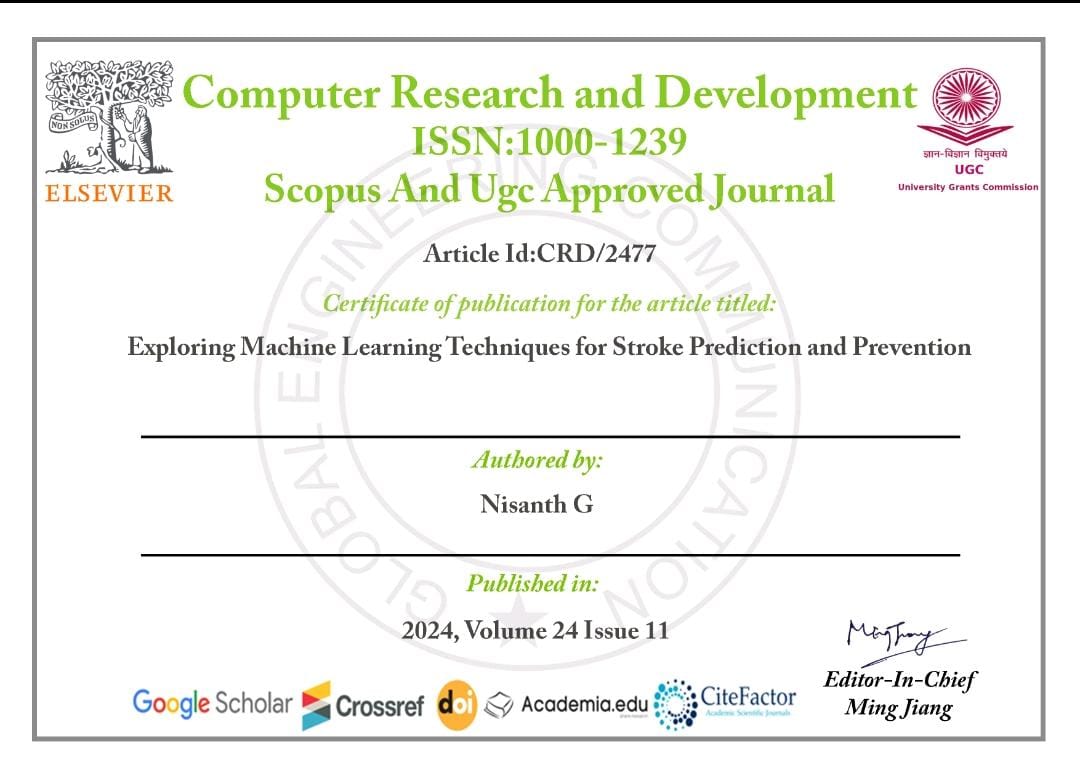 NON SOLUS
ELSEVIER
Computer Research and Development
ISSN:1000-1239
Scopus And Ugc Approved Journal
ज्ञान-विज्ञान विमुक्तये
UGC
University Grants Commission
GLOBAL ENGINEERING COMMUNICATION
Article Id:CRD/2477
Certificate of publication for the article titled:
Exploring Machine Learning Techniques for Stroke Prediction and Prevention
Authored by:
Nisanth G
Published in:
2024, Volume 24 Issue 11
Editor-In-Chief
Ming Jiang
Google Scholar
Crossref
doi
Academia.edu
CiteFactor
Academic Scientific Journals